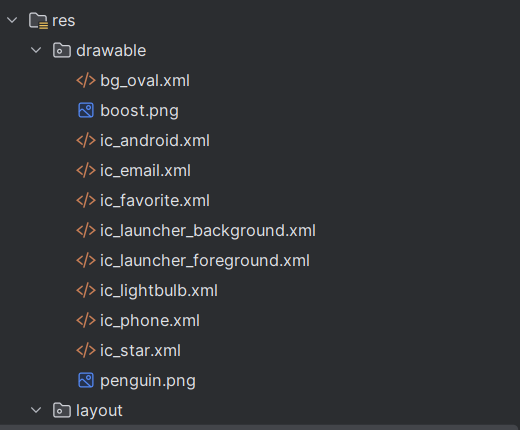 res
drawable
bg_oval.xml
boost.png
ic_android.xml
ic_email.xml
ic_favorite.xml
ic_launcher_background.xml
ic_launcher_foreground.xml
ic_lightbulb.xml
ic_phone.xml
ic_star.xml
penguin.png
layout